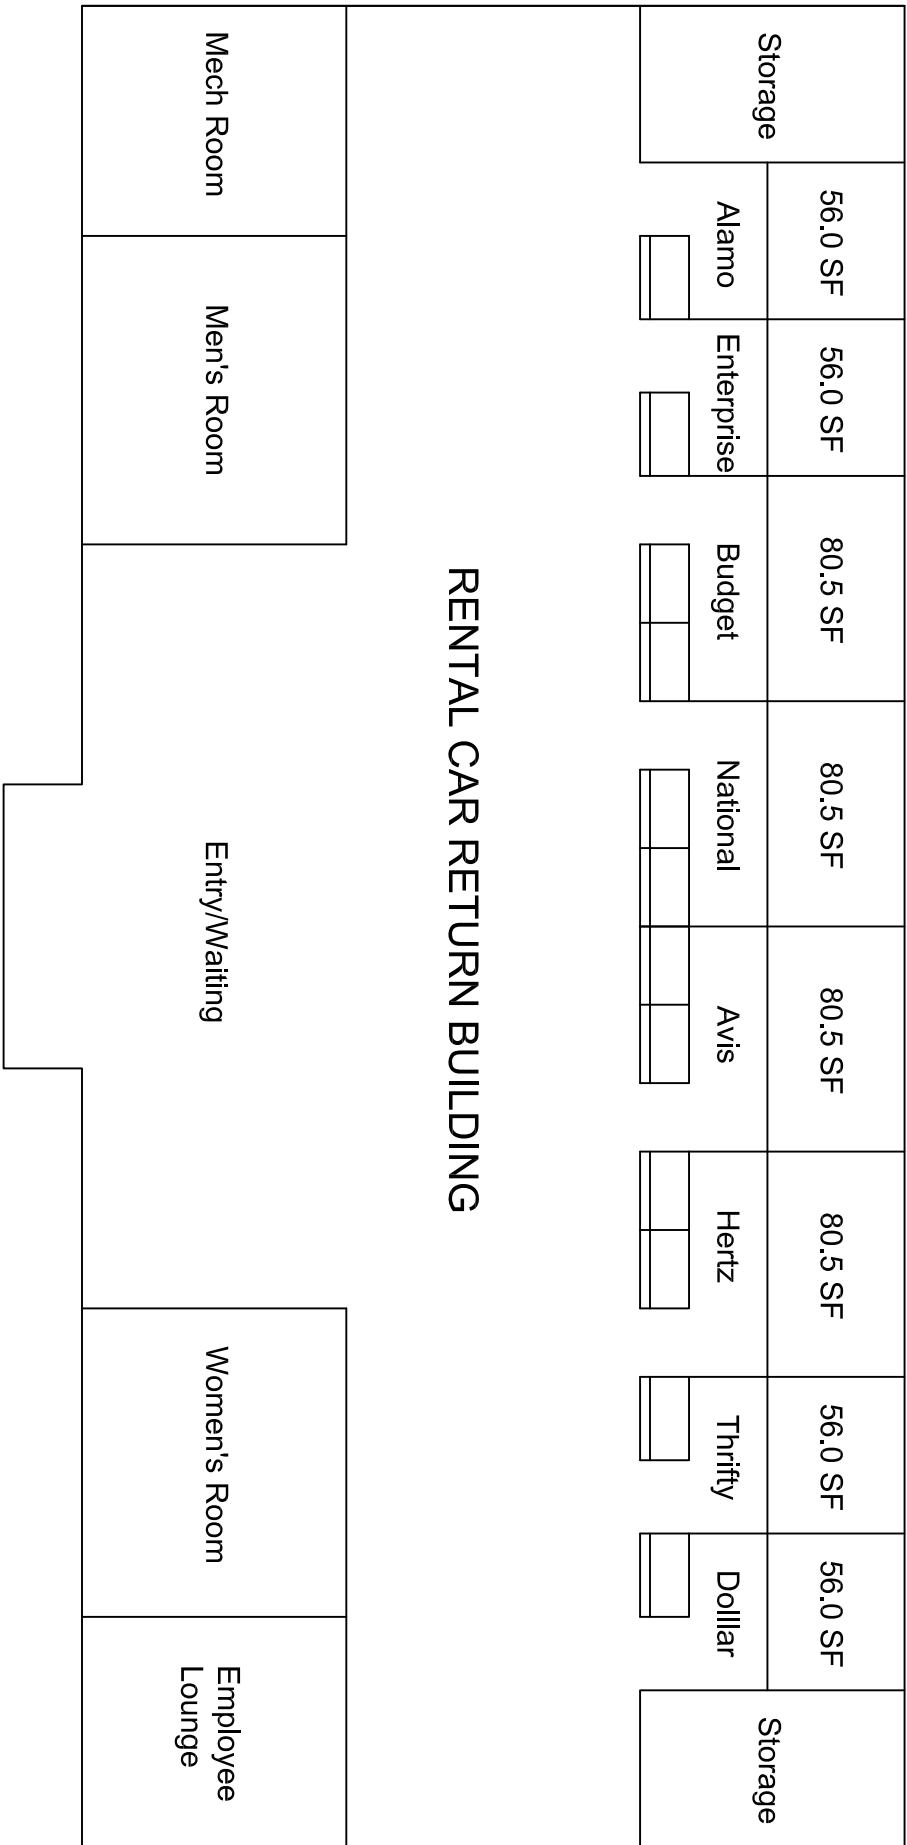 Storage
56.0 SF
56.0 SF
80.5 SF
80.5 SF
80.5 SF
80.5 SF
56.0 SF
56.0 SF
Storage
Alamo
Enterprise
Budget
National
Avis
Hertz
Thrifty
Dolllar
RENTAL CAR RETURN BUILDING
Mech Room
Men's Room
Entry/Waiting
Women's Room
Employee
Lounge